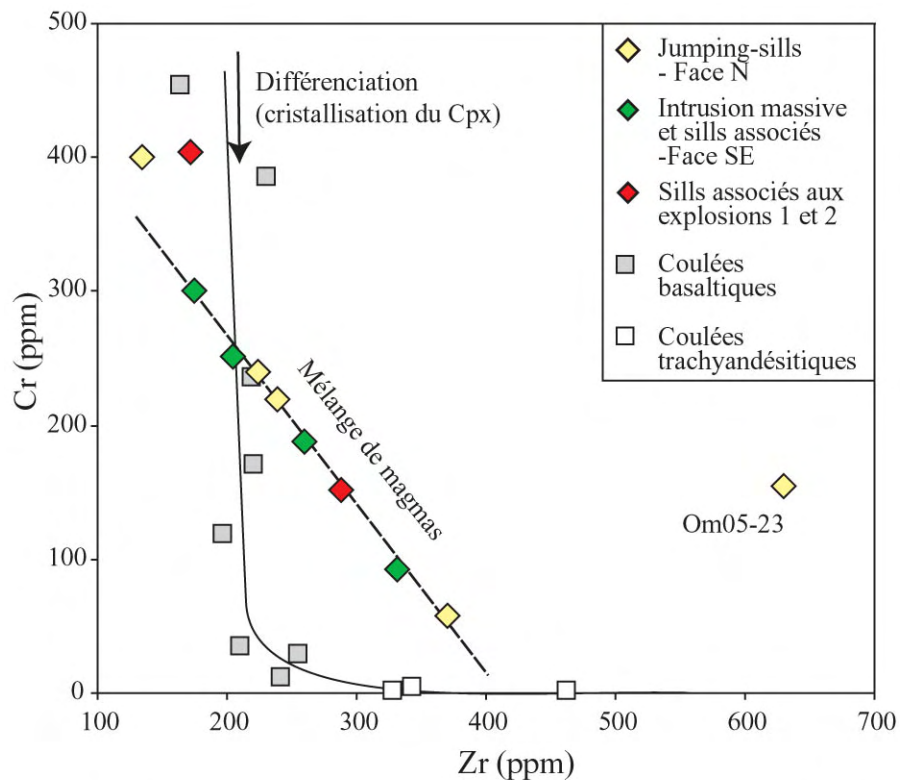 500
400
300
200
100
0
Cr (ppm)
100
200
300
400
500
600
700
Zr (ppm)
Différenciation
(cristallisation du Cpx)
Mélange de magmas
Om05-23
Jumping-sills
- Face N
Intrusion massive
et sills associés
-Face SE
Sills associés aux
explosions 1 et 2
Coulées
basaltiques
Coulées
trachyandésitiques